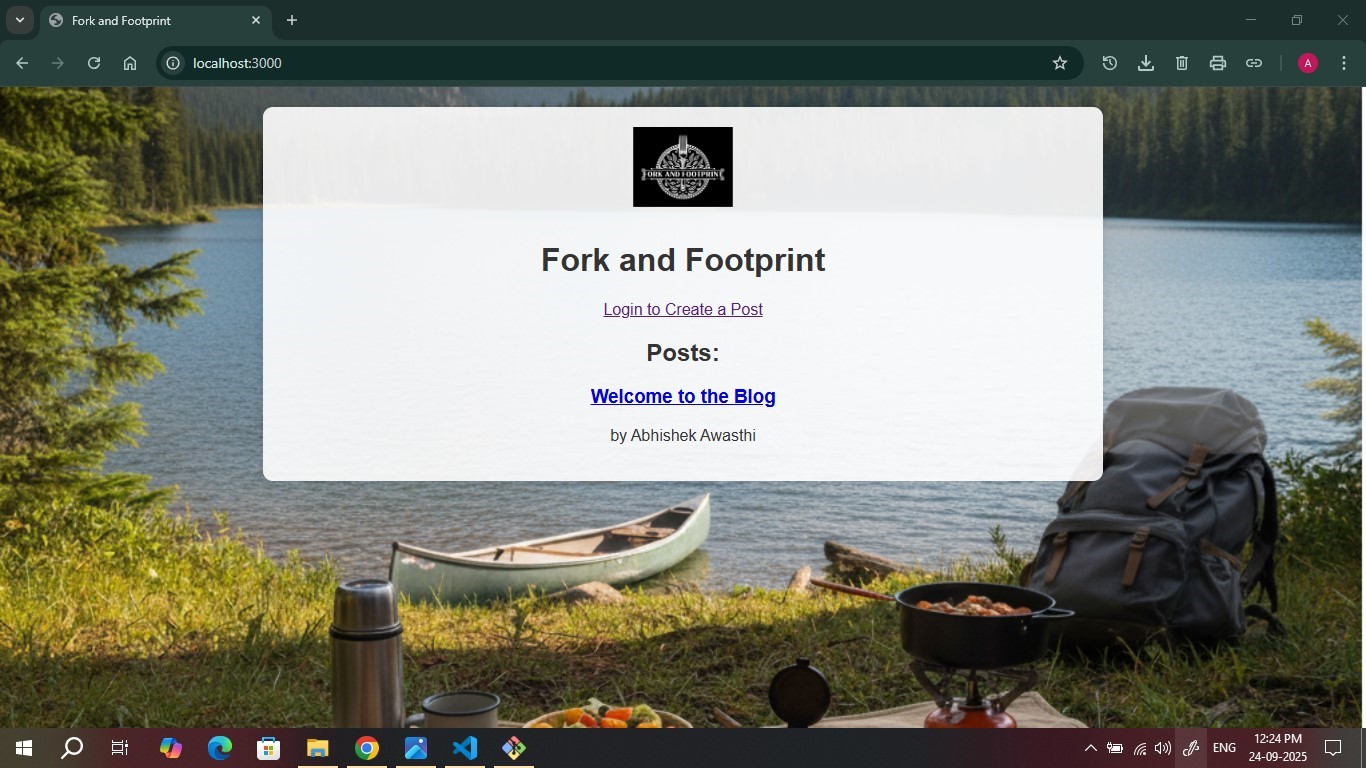 Fork and Footprint
localhost:3000
A
FORK AND FOOTPRINT
Fork and Footprint
Login to Create a Post
Posts:
Welcome to the Blog
by Abhishek Awasthi
ENG
12:24 PM
24-09-2025